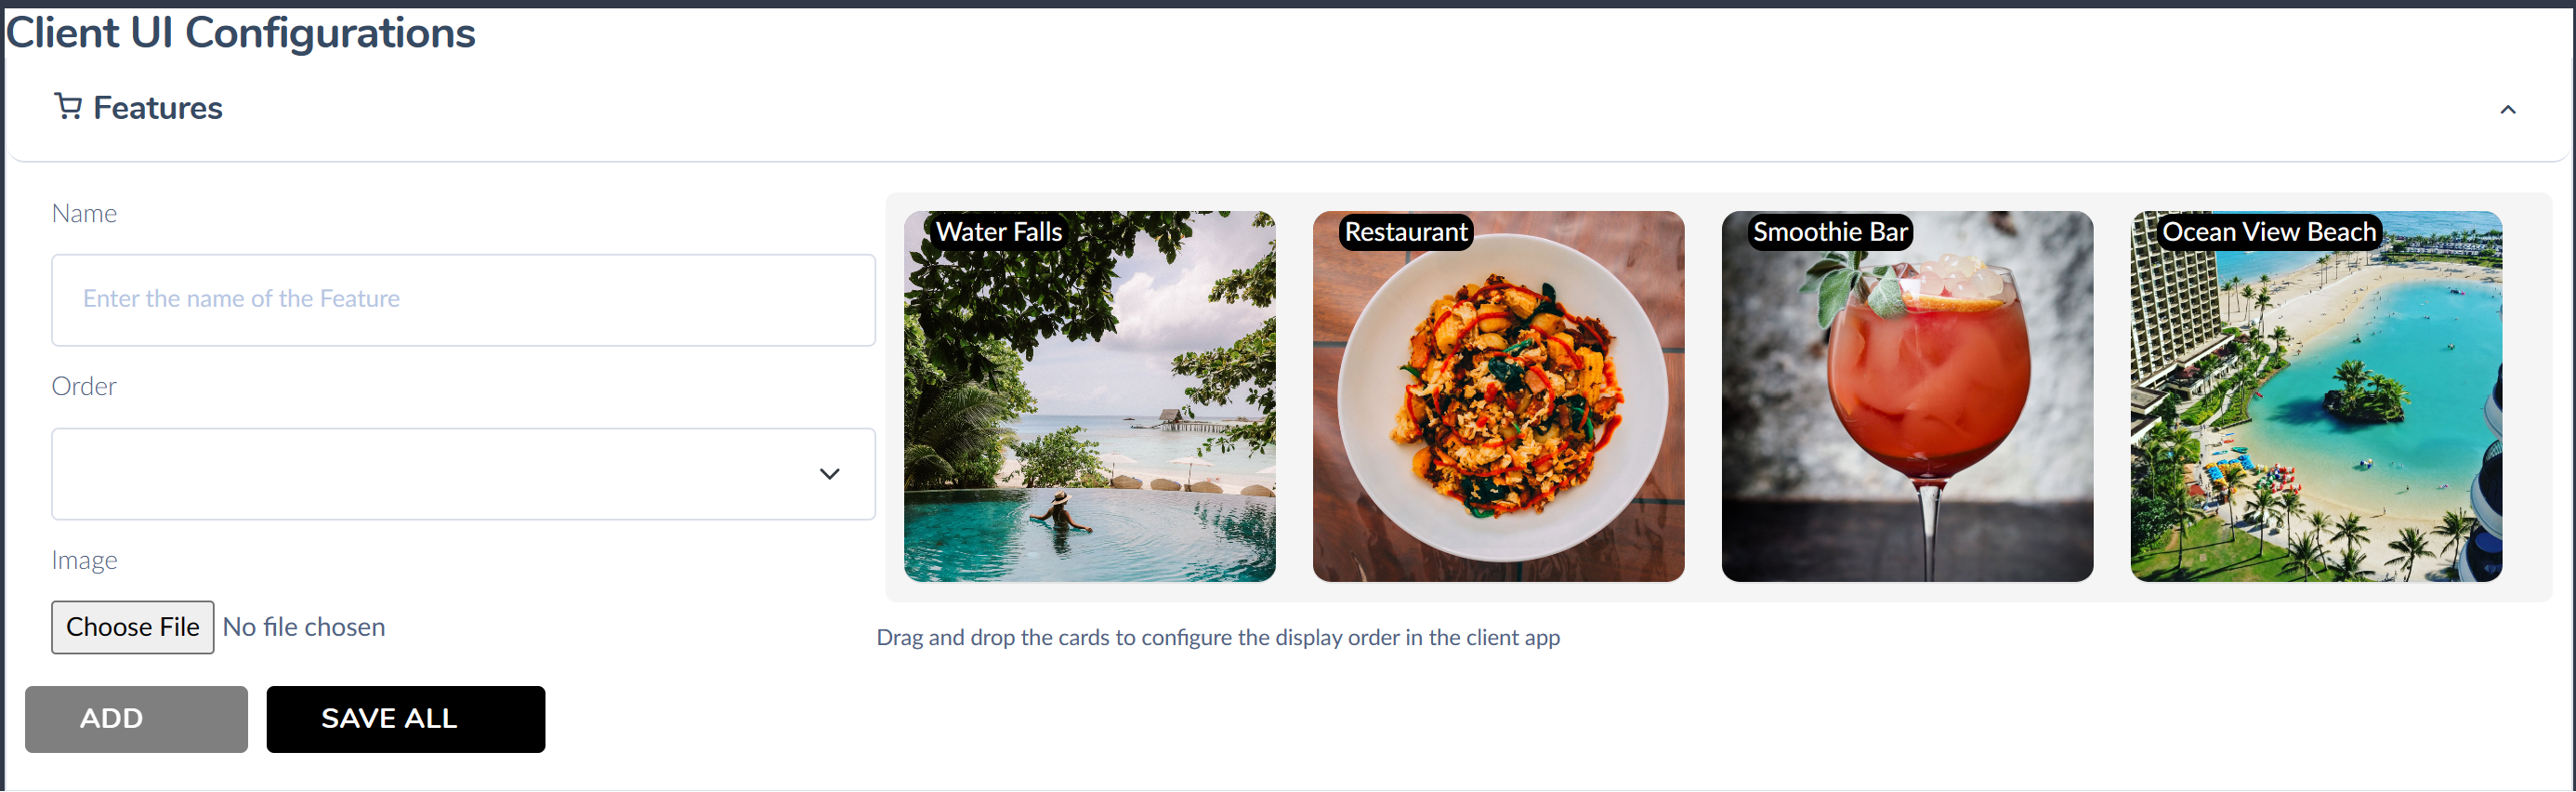 Client UI Configurations
Features
Name
Enter the name of the Feature
Order
Image
Choose File No file chosen
ADD SAVE ALL
Water Falls
Restaurant
Smoothie Bar
Ocean View Beach
Drag and drop the cards to configure the display order in the client app